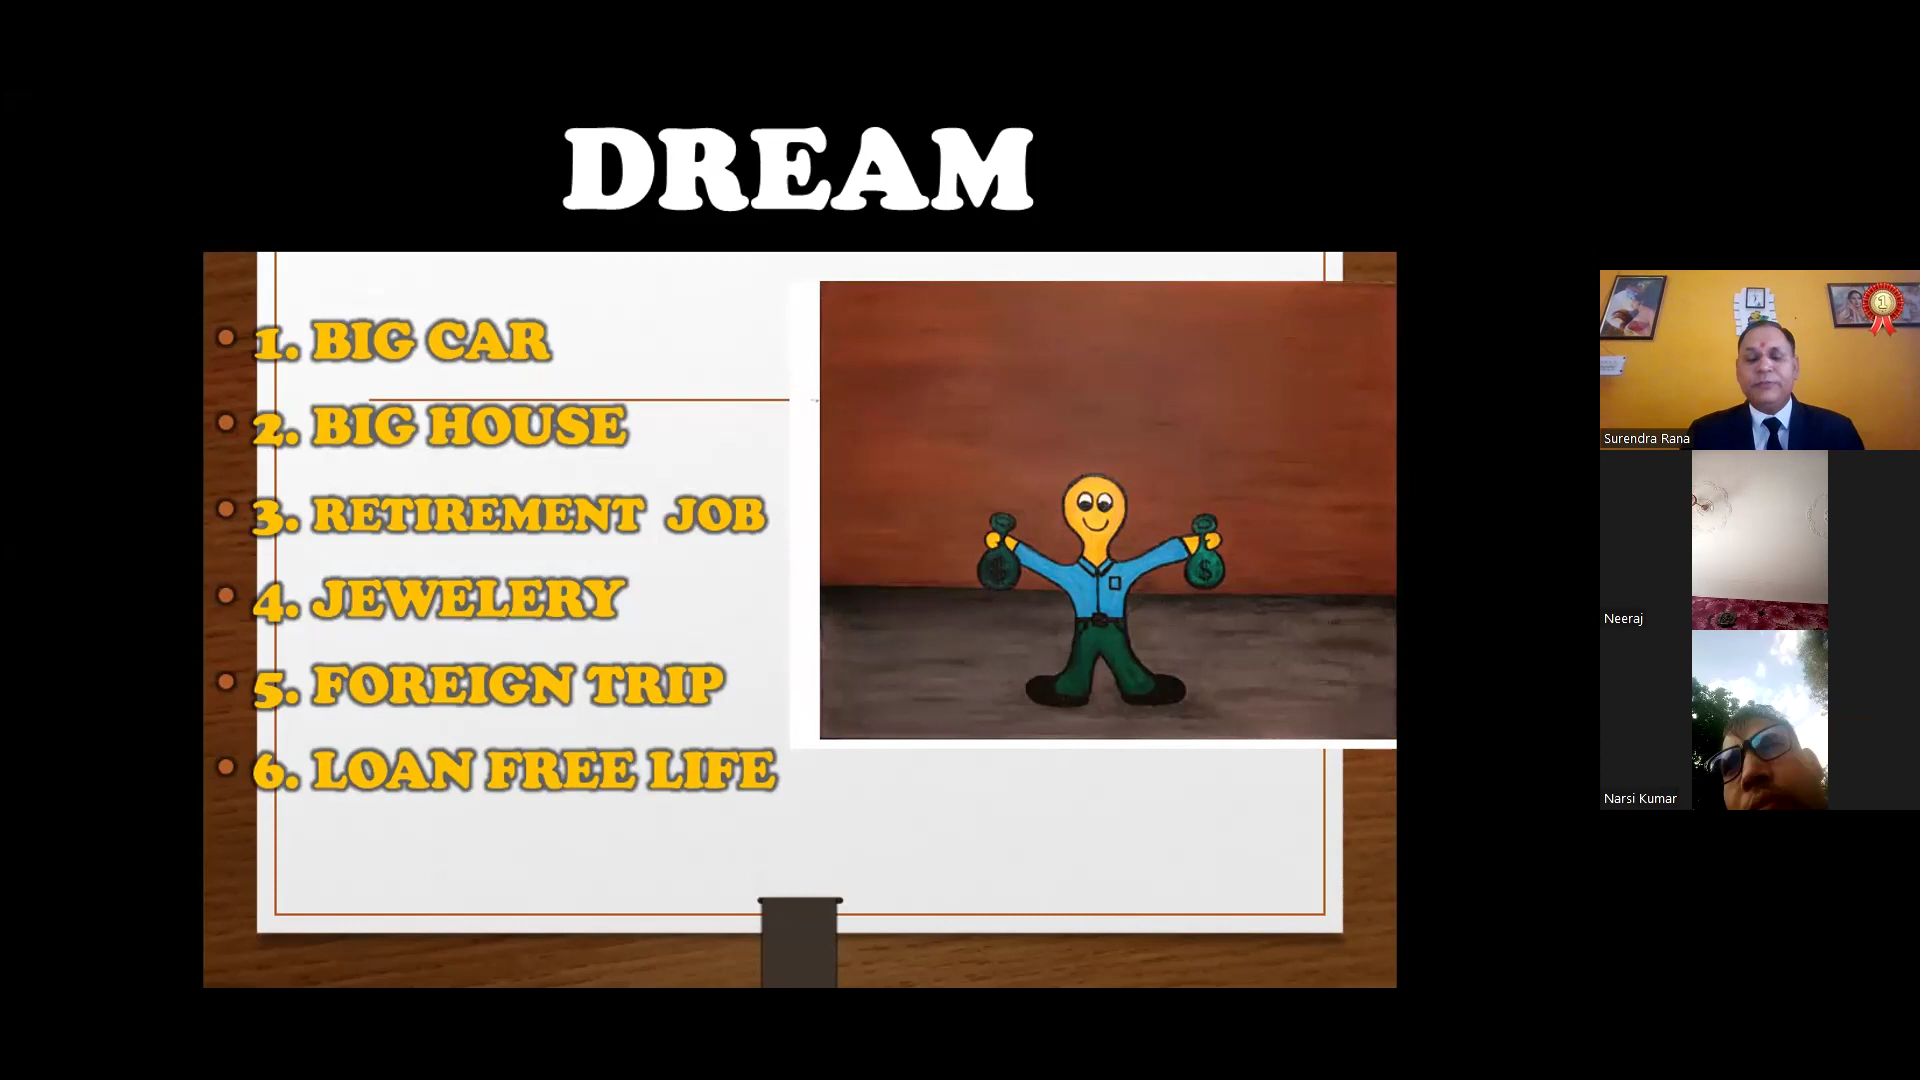 DREAM
1. BIG CAR
2. BIG HOUSE
3. RETIREMENT JOB
4. JEWELERY
5. FOREIGN TRIP
6. LOAN FREE LIFE
$
$
1
Surendra Rana
Neeraj
Narsi Kumar